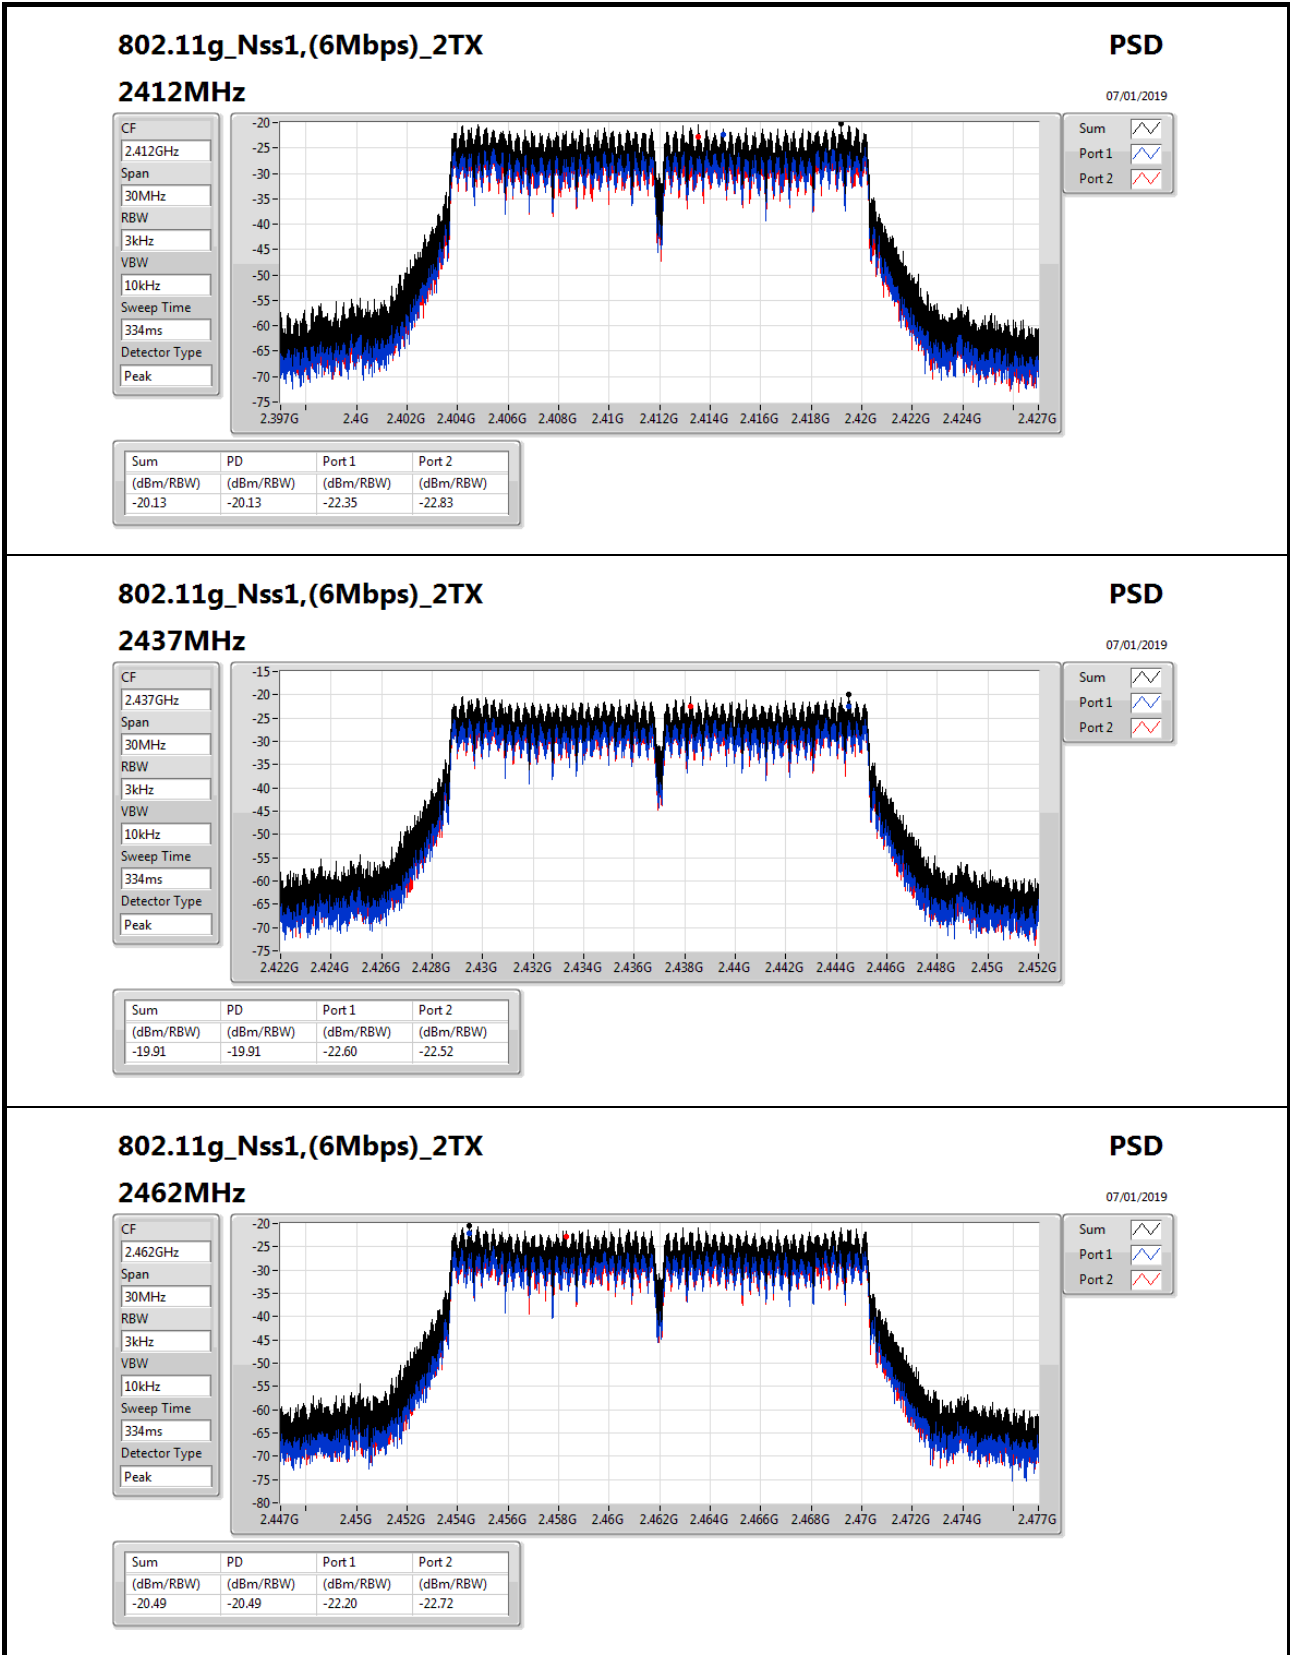 802.11g_Nss1,(6Mbps)_2TX PSD
2412MHz 07/01/2019
CF
2.412GHz
Span
30MHz
RBW
3kHz
VBW
10kHz
Sweep Time
334ms
Detector Type
Peak
-20
-25
-30
-35
-40
-45
-50
-55
-60
-65
-70
-75
2.397G 2.4G 2.402G 2.404G 2.406G 2.408G 2.41G 2.412G 2.414G 2.416G 2.418G 2.42G 2.422G 2.424G 2.427G
Sum
Port 1
Port 2
Sum PD Port 1 Port 2
(dBm/RBW) (dBm/RBW) (dBm/RBW) (dBm/RBW)
-20.13 -20.13 -22.35 -22.83
802.11g_Nss1,(6Mbps)_2TX PSD
2437MHz 07/01/2019
CF
2.437GHz
Span
30MHz
RBW
3kHz
VBW
10kHz
Sweep Time
334ms
Detector Type
Peak
-15
-20
-25
-30
-35
-40
-45
-50
-55
-60
-65
-70
-75
2.422G 2.424G 2.426G 2.428G 2.43G 2.432G 2.434G 2.436G 2.438G 2.44G 2.442G 2.444G 2.446G 2.448G 2.45G 2.452G
Sum
Port 1
Port 2
Sum PD Port 1 Port 2
(dBm/RBW) (dBm/RBW) (dBm/RBW) (dBm/RBW)
-19.91 -19.91 -22.60 -22.52
802.11g_Nss1,(6Mbps)_2TX PSD
2462MHz 07/01/2019
CF
2.462GHz
Span
30MHz
RBW
3kHz
VBW
10kHz
Sweep Time
334ms
Detector Type
Peak
-20
-25
-30
-35
-40
-45
-50
-55
-60
-65
-70
-75
-80
2.447G 2.45G 2.452G 2.454G 2.456G 2.458G 2.46G 2.462G 2.464G 2.466G 2.468G 2.47G 2.472G 2.474G 2.477G
Sum
Port 1
Port 2
Sum PD Port 1 Port 2
(dBm/RBW) (dBm/RBW) (dBm/RBW) (dBm/RBW)
-20.49 -20.49 -22.20 -22.72